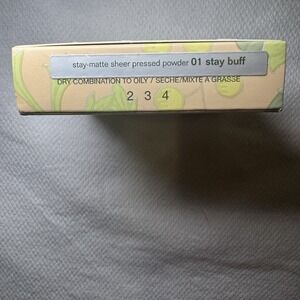 stay-matte sheer pressed powder 01 stay buff
DRY COMBINATION TO OILY / SECHE/MIXTE A GRASSE
2 3 4